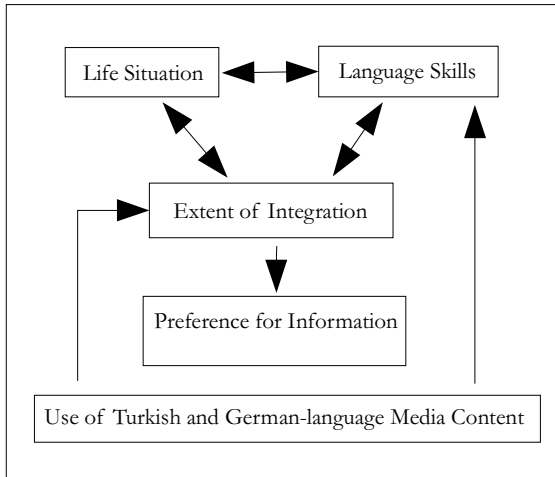 Life Situation
Language Skills
Extent of Integration
Preference for Information
Use of Turkish and German-language Media Content